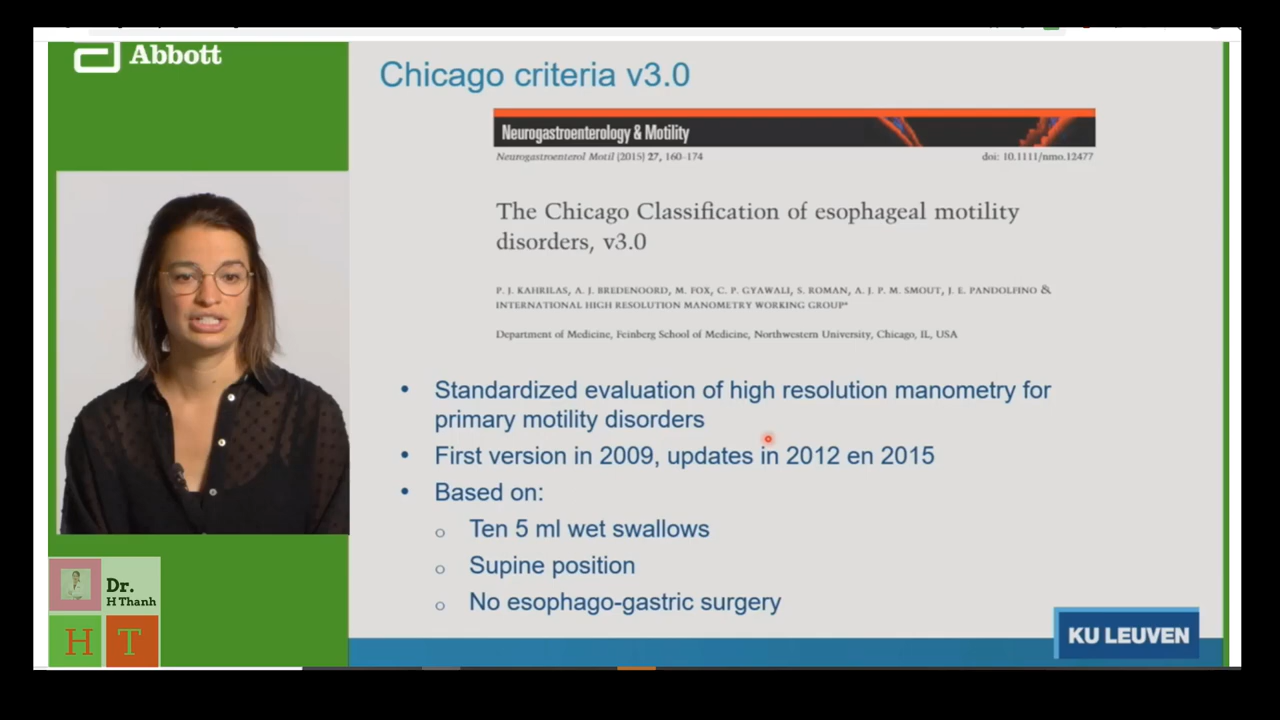 Abbott
Chicago criteria v3.0
Neurogastroenterology & Motility
Neurogastroenterol Motil (2015) 27, 160–174
doi: 10.1111/nmo.12477
The Chicago Classification of esophageal motility
disorders, v3.0
P. J. KAHRILAS, A. J. BREDENOORD, M. FOX, C. P. GYAWALI, S. ROMAN, A. J. P. M. SMOUT, J. E. PANDOLFINO &
INTERNATIONAL HIGH RESOLUTION MANOMETRY WORKING GROUP*
Department of Medicine, Feinberg School of Medicine, Northwestern University, Chicago, IL, USA
• Standardized evaluation of high resolution manometry for
primary motility disorders
• First version in 2009, updates in 2012 en 2015
• Based on:
o Ten 5 ml wet swallows
o Supine position
o No esophago-gastric surgery
Dr.
H Thanh
H T
KU LEUVEN